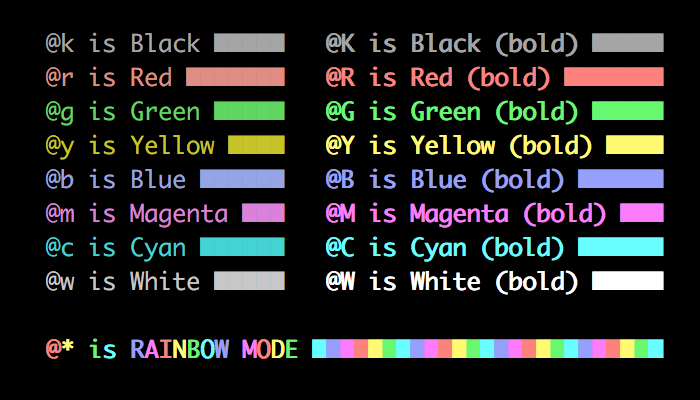 @k is Black @K is Black (bold)
@r is Red @R is Red (bold)
@g is Green @G is Green (bold)
@y is Yellow @Y is Yellow (bold)
@b is Blue @B is Blue (bold)
@m is Magenta @M is Magenta (bold)
@c is Cyan @C is Cyan (bold)
@w is White @W is White (bold)
@* is RAINBOW MODE